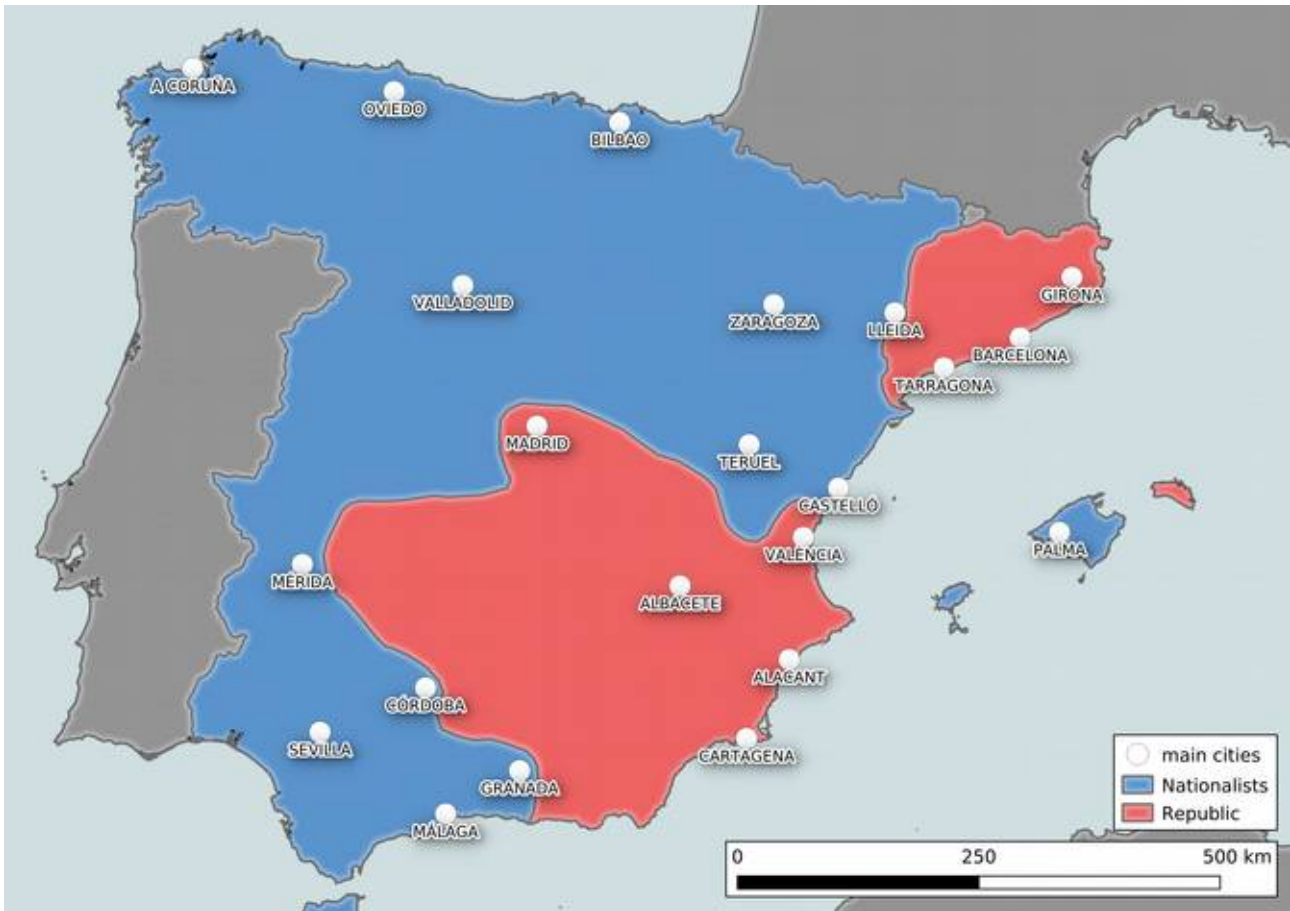 A CORUÑA
OVIEDO
BILBAO
VALLADOLID
ZARAGOZA
LLEIDA
GIRONA
BARCELONA
TARRAGONA
MADRID
TERUEL
CASTELLÓ
VALÈNCIA
PALMA
MÉRIDA
ALBACETE
ALACANT
CÓRDOBA
SEVILLA
CARTAGENA
GRANADA
MÁLAGA
main cities
Nationalists
Republic
0 250 500 km